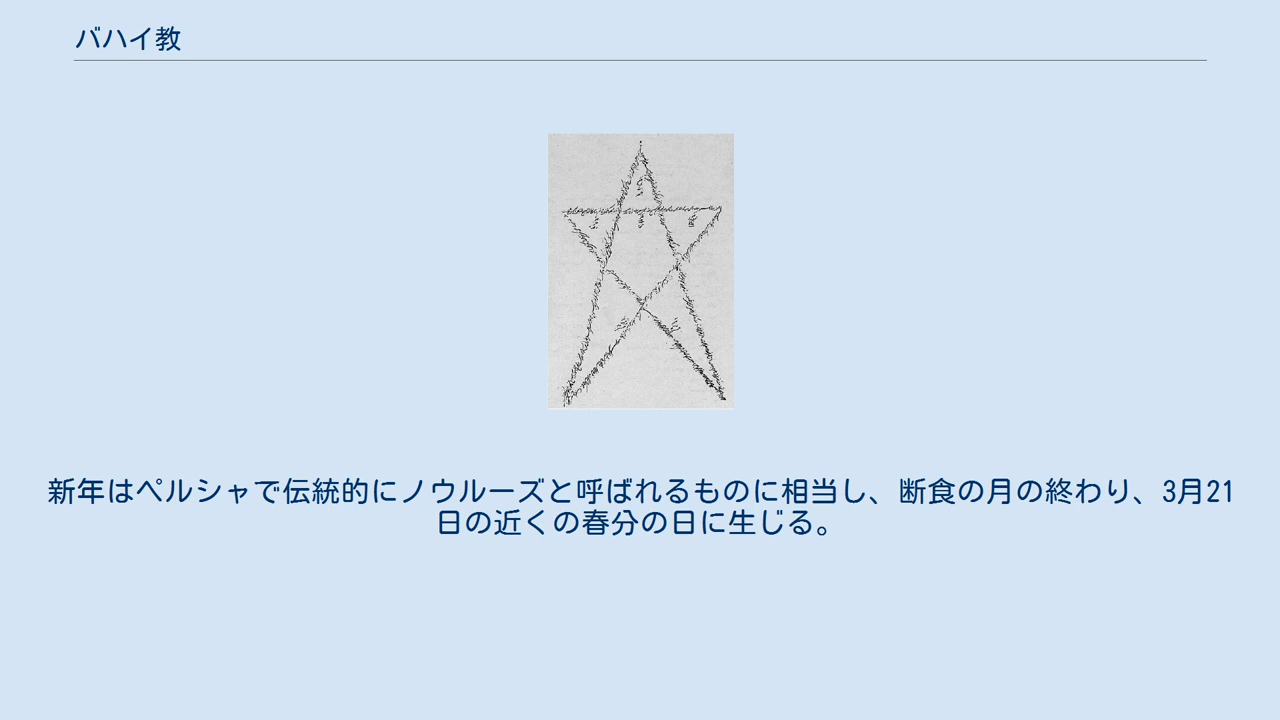 バハイ教
新年はペルシャで伝統的にノウルーズと呼ばれるものに相当し、断食の月の終わり、3月21
日の近くの春分の日に生じる。